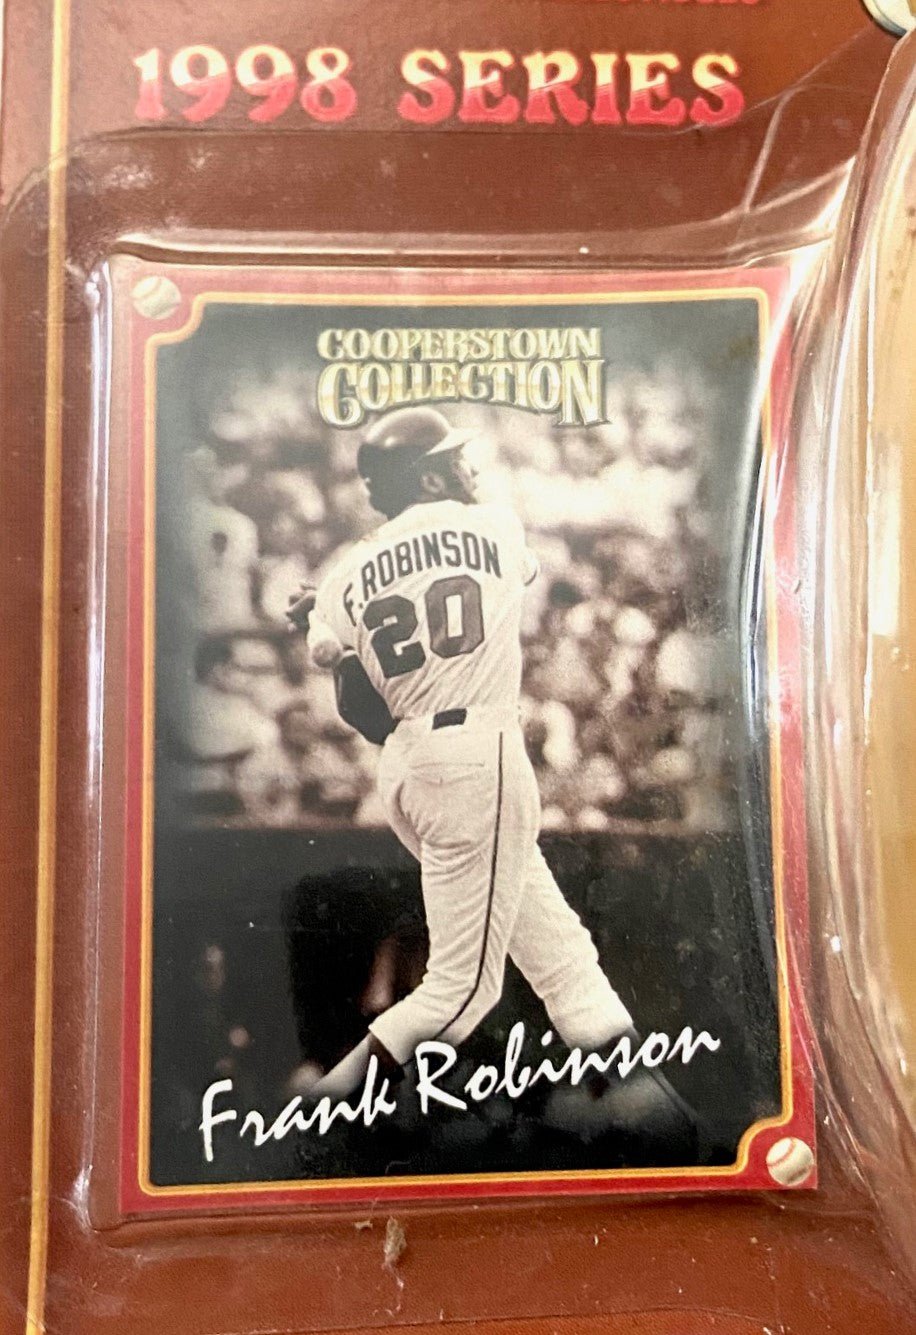 1998 SERIES
COOPERSTOWN
COLLECTION
F. ROBINSON
20
Frank Robinson